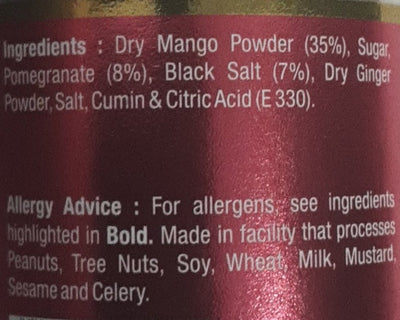 Ingredients : Dry Mango Powder (35%), Sugar,
Pomegranate (8%), Black Salt (7%), Dry Ginger
Powder, Salt, Cumin & Citric Acid (E 330).
Allergy Advice : For allergens, see ingredients
highlighted in Bold. Made in facility that processes
Peanuts, Tree Nuts, Soy, Wheat, Milk, Mustard,
Sesame and Celery.